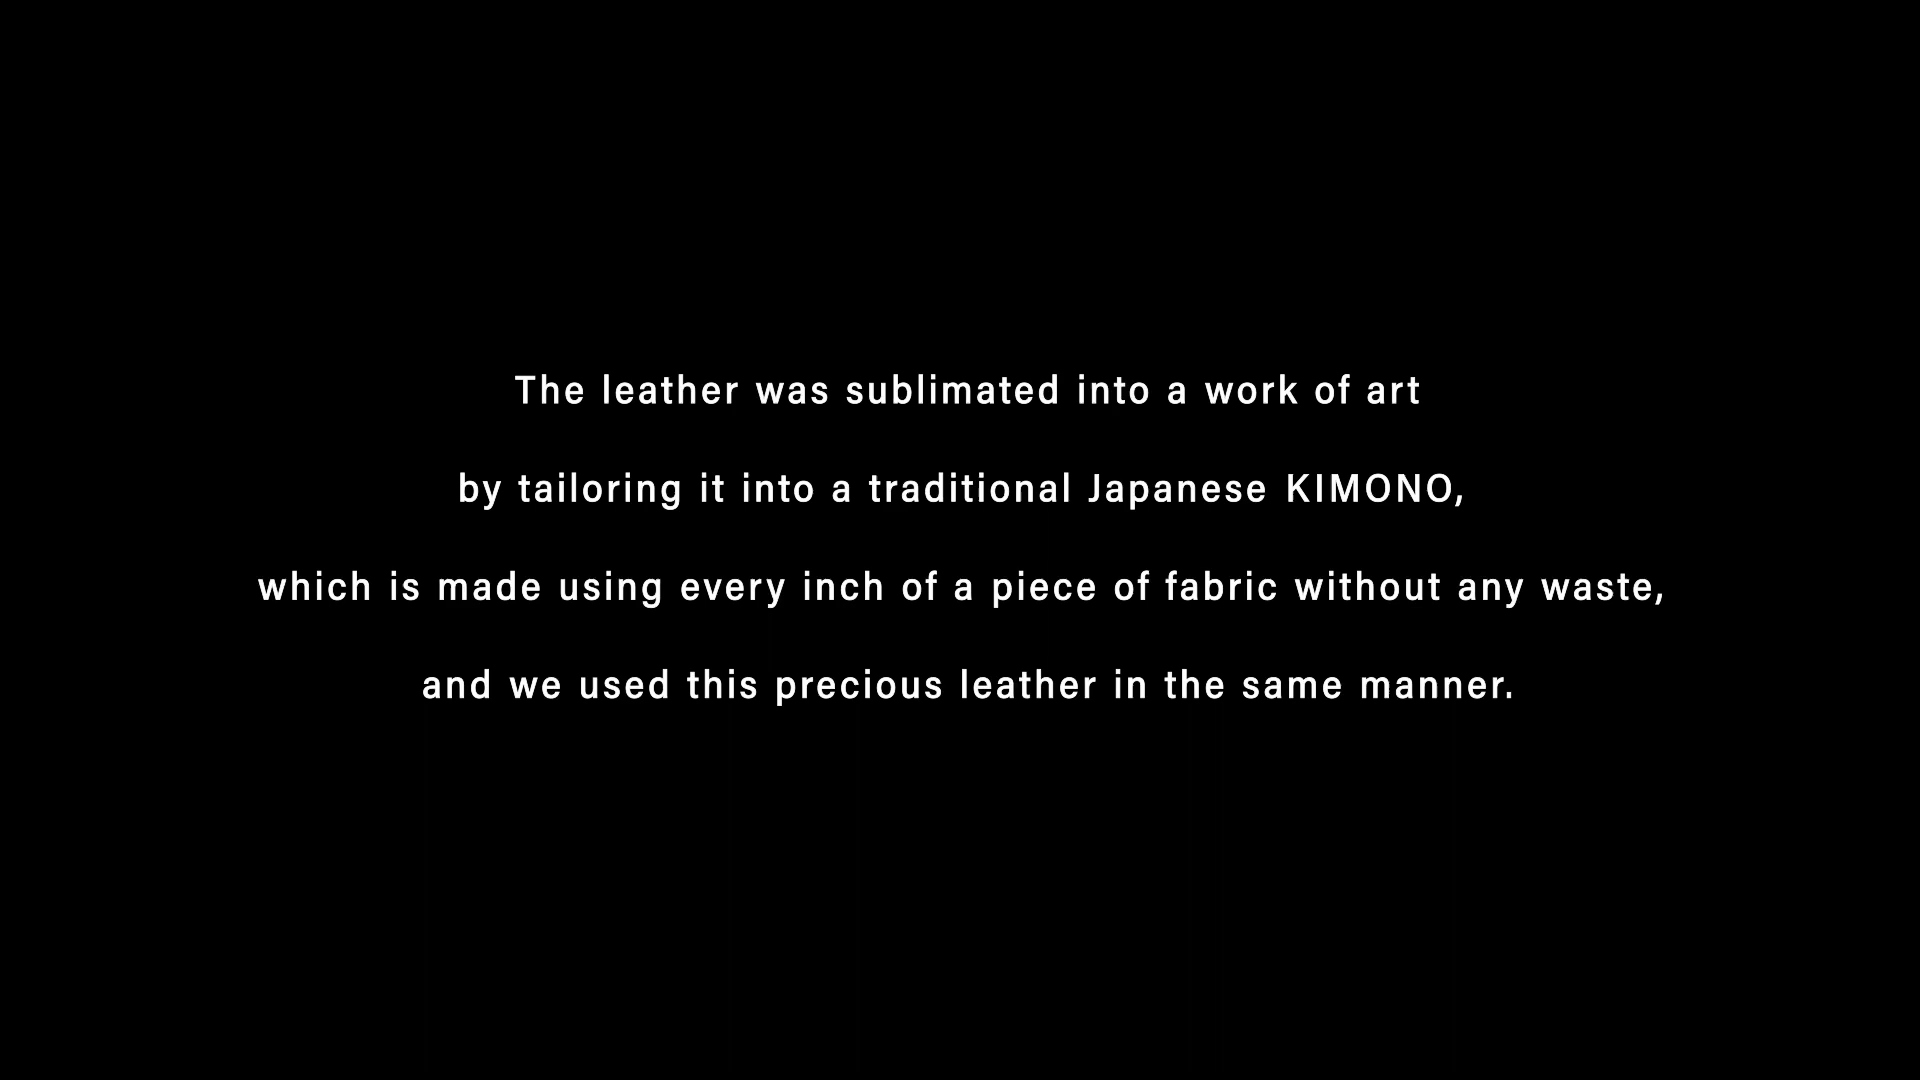 The leather was sublimated into a work of art
by tailoring it into a traditional Japanese KIMONO,
which is made using every inch of a piece of fabric without any waste,
and we used this precious leather in the same manner.